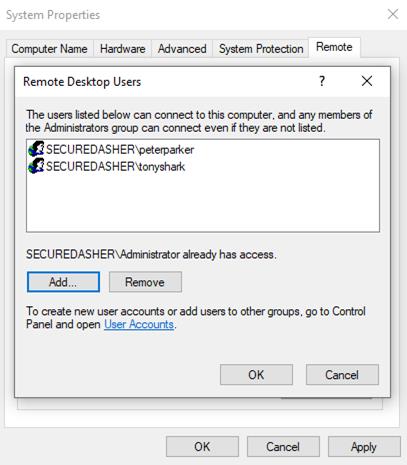 System Properties
Computer Name
Hardware
Advanced
System Protection
Remote
Remote Desktop Users
?
The users listed below can connect to this computer, and any members of
the Administrators group can connect even if they are not listed.
SECUREDASHER\peterparker
SECUREDASHER\tonyshark
SECUREDASHER\Administrator already has access.
Add...
Remove
To create new user accounts or add users to other groups, go to Control
Panel and open User Accounts.
OK
Cancel
OK
Cancel
Apply